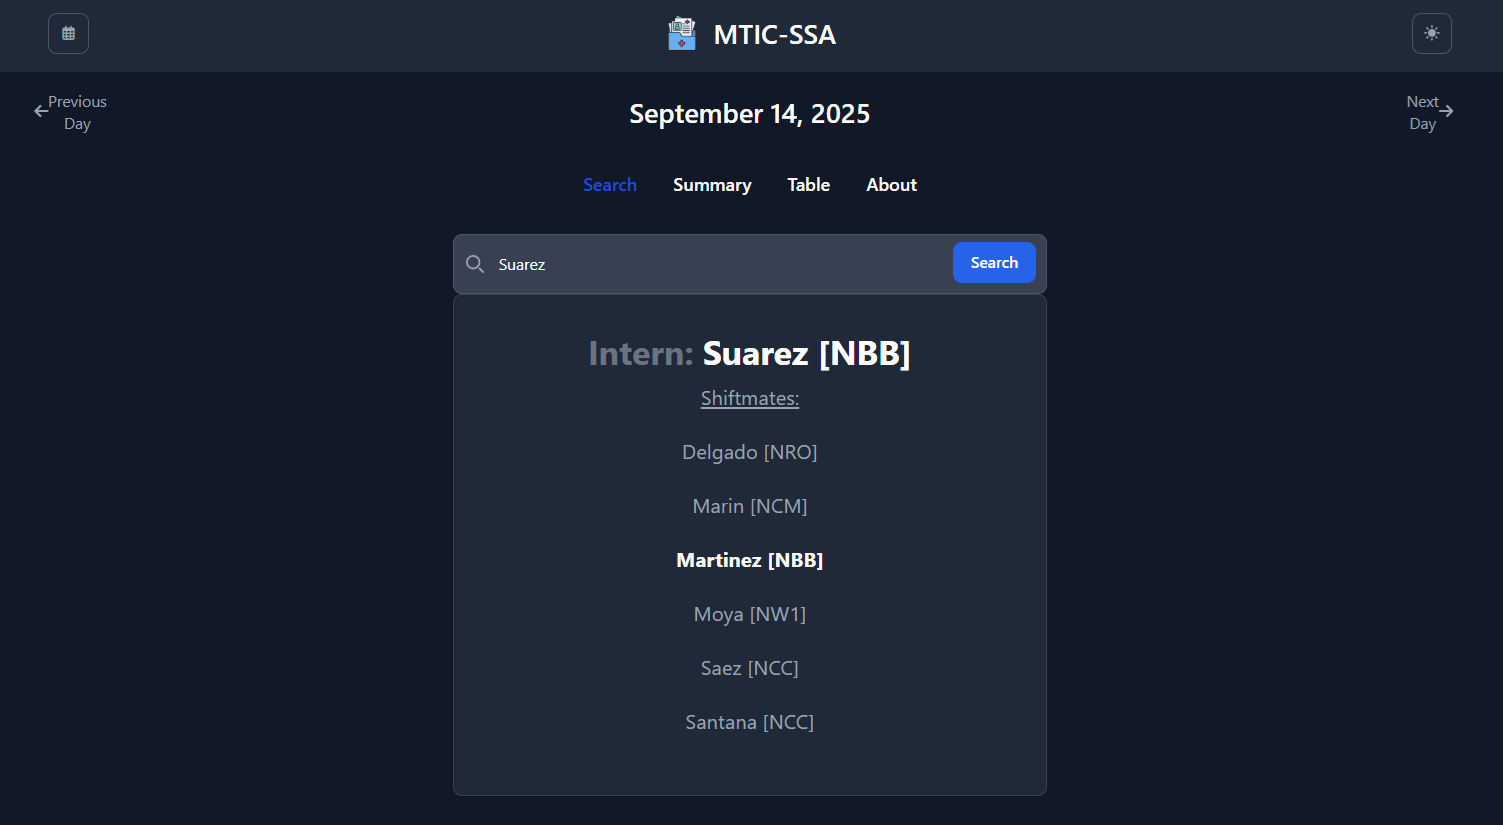 MTIC-SSA
Previous
Day
September 14, 2025
Next
Day
Search Summary Table About
Suarez Search
Intern: Suarez [NBB]
Shiftmates:
Delgado [NRO]
Marin [NCM]
Martinez [NBB]
Moya [NW1]
Saez [NCC]
Santana [NCC]